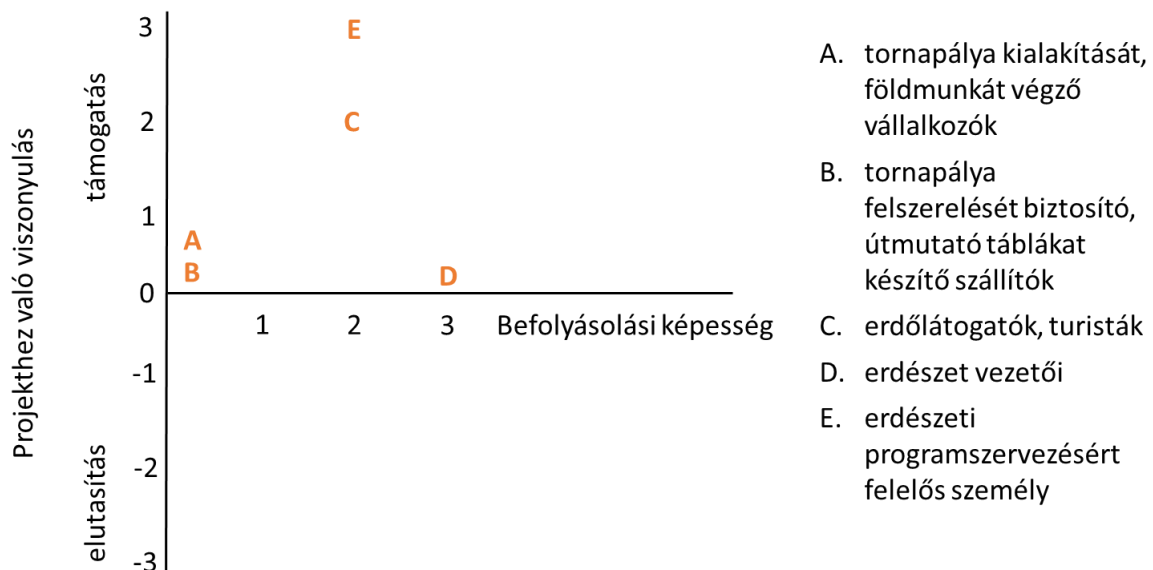 Projekthez való viszonyulás
támogatás
elutasítás
3
2
1
0
-1
-2
-3
E
C
A
B
D
1 2 3 Befolyásolási képesség
A. tornapálya kialakítását,
földmunkát végző
vállalkozók
B. tornapálya
felszerelését biztosító,
útmutató táblákat
készítő szállítók
C. erdőlátogatók, turisták
D. erdészet vezetői
E. erdészeti
programszervezésért
felelős személy